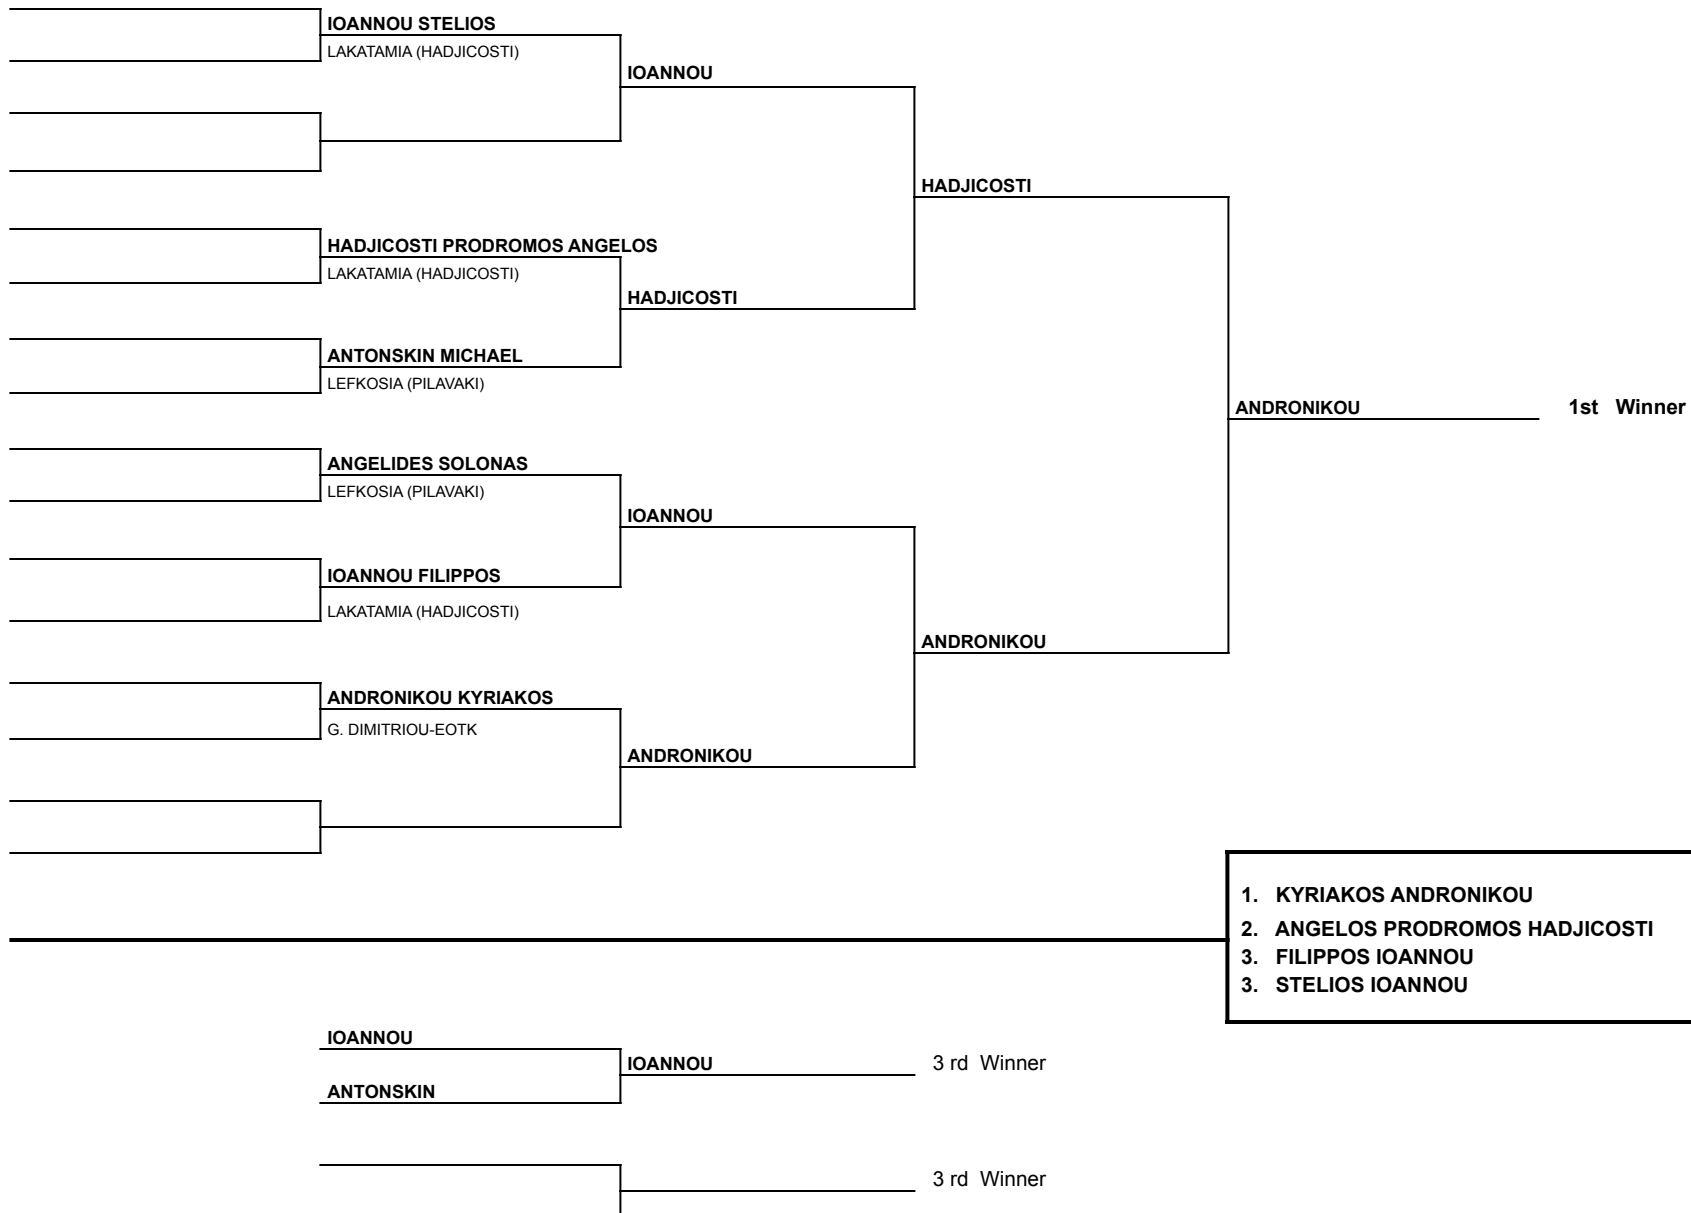 IOANNOU STELIOS
LAKATAMIA (HADJICOSTI)
IOANNOU
HADJICOSTI
HADJICOSTI PRODROMOS ANGELOS
LAKATAMIA (HADJICOSTI)
HADJICOSTI
ANTONSKIN MICHAEL
LEFKOSIA (PILAVAKI)
ANDRONIKOU
1st Winner
ANGELIDES SOLONAS
LEFKOSIA (PILAVAKI)
IOANNOU
IOANNOU FILIPPOS
LAKATAMIA (HADJICOSTI)
ANDRONIKOU
ANDRONIKOU KYRIAKOS
G. DIMITRIOU-EOTK
ANDRONIKOU
1. KYRIAKOS ANDRONIKOU
2. ANGELOS PRODROMOS HADJICOSTI
3. FILIPPOS IOANNOU
3. STELIOS IOANNOU
IOANNOU
IOANNOU
3 rd Winner
ANTONSKIN
3 rd Winner